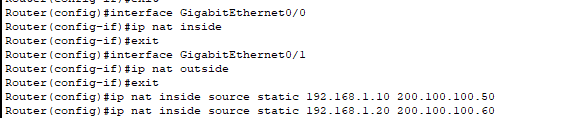 Router(config)#interface GigabitEthernet0/0
Router(config-if)#ip nat inside
Router(config-if)#exit
Router(config)#interface GigabitEthernet0/1
Router(config-if)#ip nat outside
Router(config-if)#exit
Router(config)#ip nat inside source static 192.168.1.10 200.100.100.50
Router(config)#ip nat inside source static 192.168.1.20 200.100.100.60